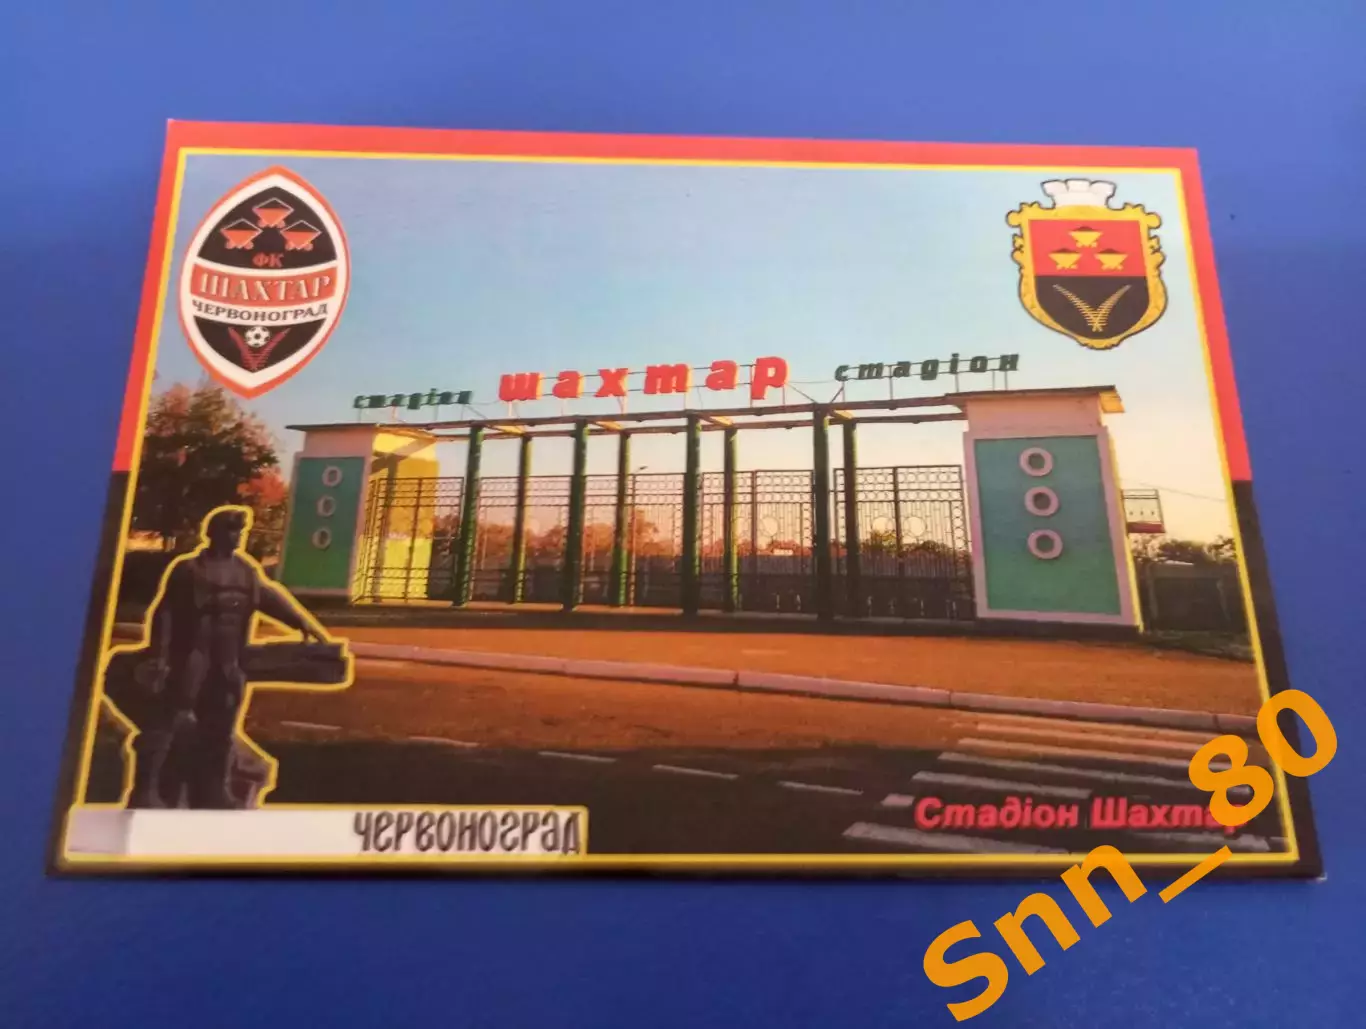 ФК
ШАХТАР
ЧЕРВОНОГРАД
стадіон шахтар стадіон
ЧЕРВОНОГРАД
Стадіон Шахтар
Snn_80